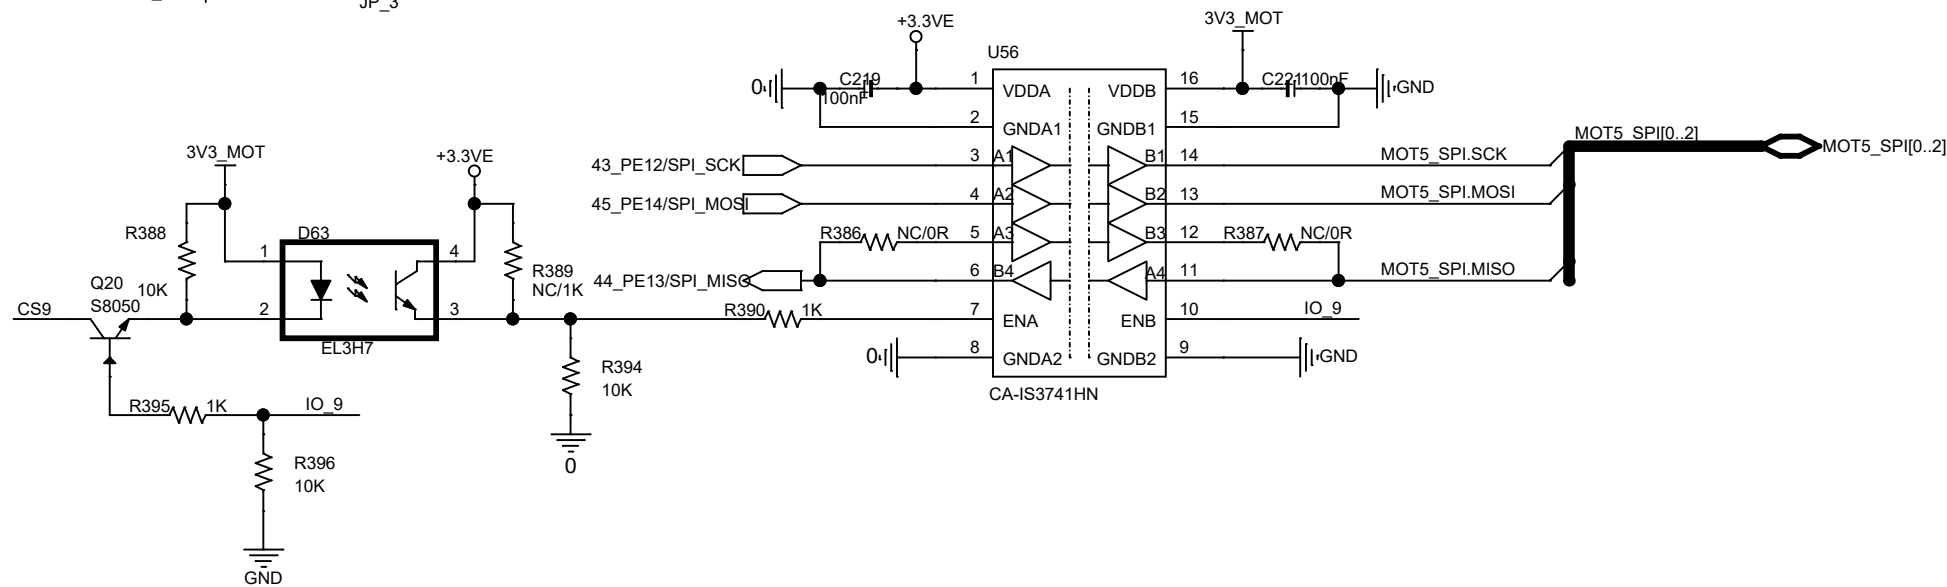 JP_3
+3.3VE
3V3_MOT
U56
C219
100nF
0
1
VDDA
VDDB
16
C221
100nF
GND
2
GNDA1
GNDB1
15
MOT5_SPI[0..2]
MOT5_SPI[0..2]
3V3_MOT
+3.3VE
43_PE12/SPI_SCK
3
A1
B1
14
MOT5_SPI.SCK
45_PE14/SPI_MOSI
4
A2
B2
13
MOT5_SPI.MOSI
R388
10K
D63
R386
NC/0R
5
A3
B3
12
R387
NC/0R
1
4
R389
NC/1K
44_PE13/SPI_MISO
6
B4
A4
11
MOT5_SPI.MISO
Q20
S8050
CS9
2
3
R390
1K
7
ENA
ENB
10
IO_9
EL3H7
0
8
GNDA2
GNDB2
9
GND
R394
10K
CA-IS3741HN
R395
1K
IO_9
0
R396
10K
GND